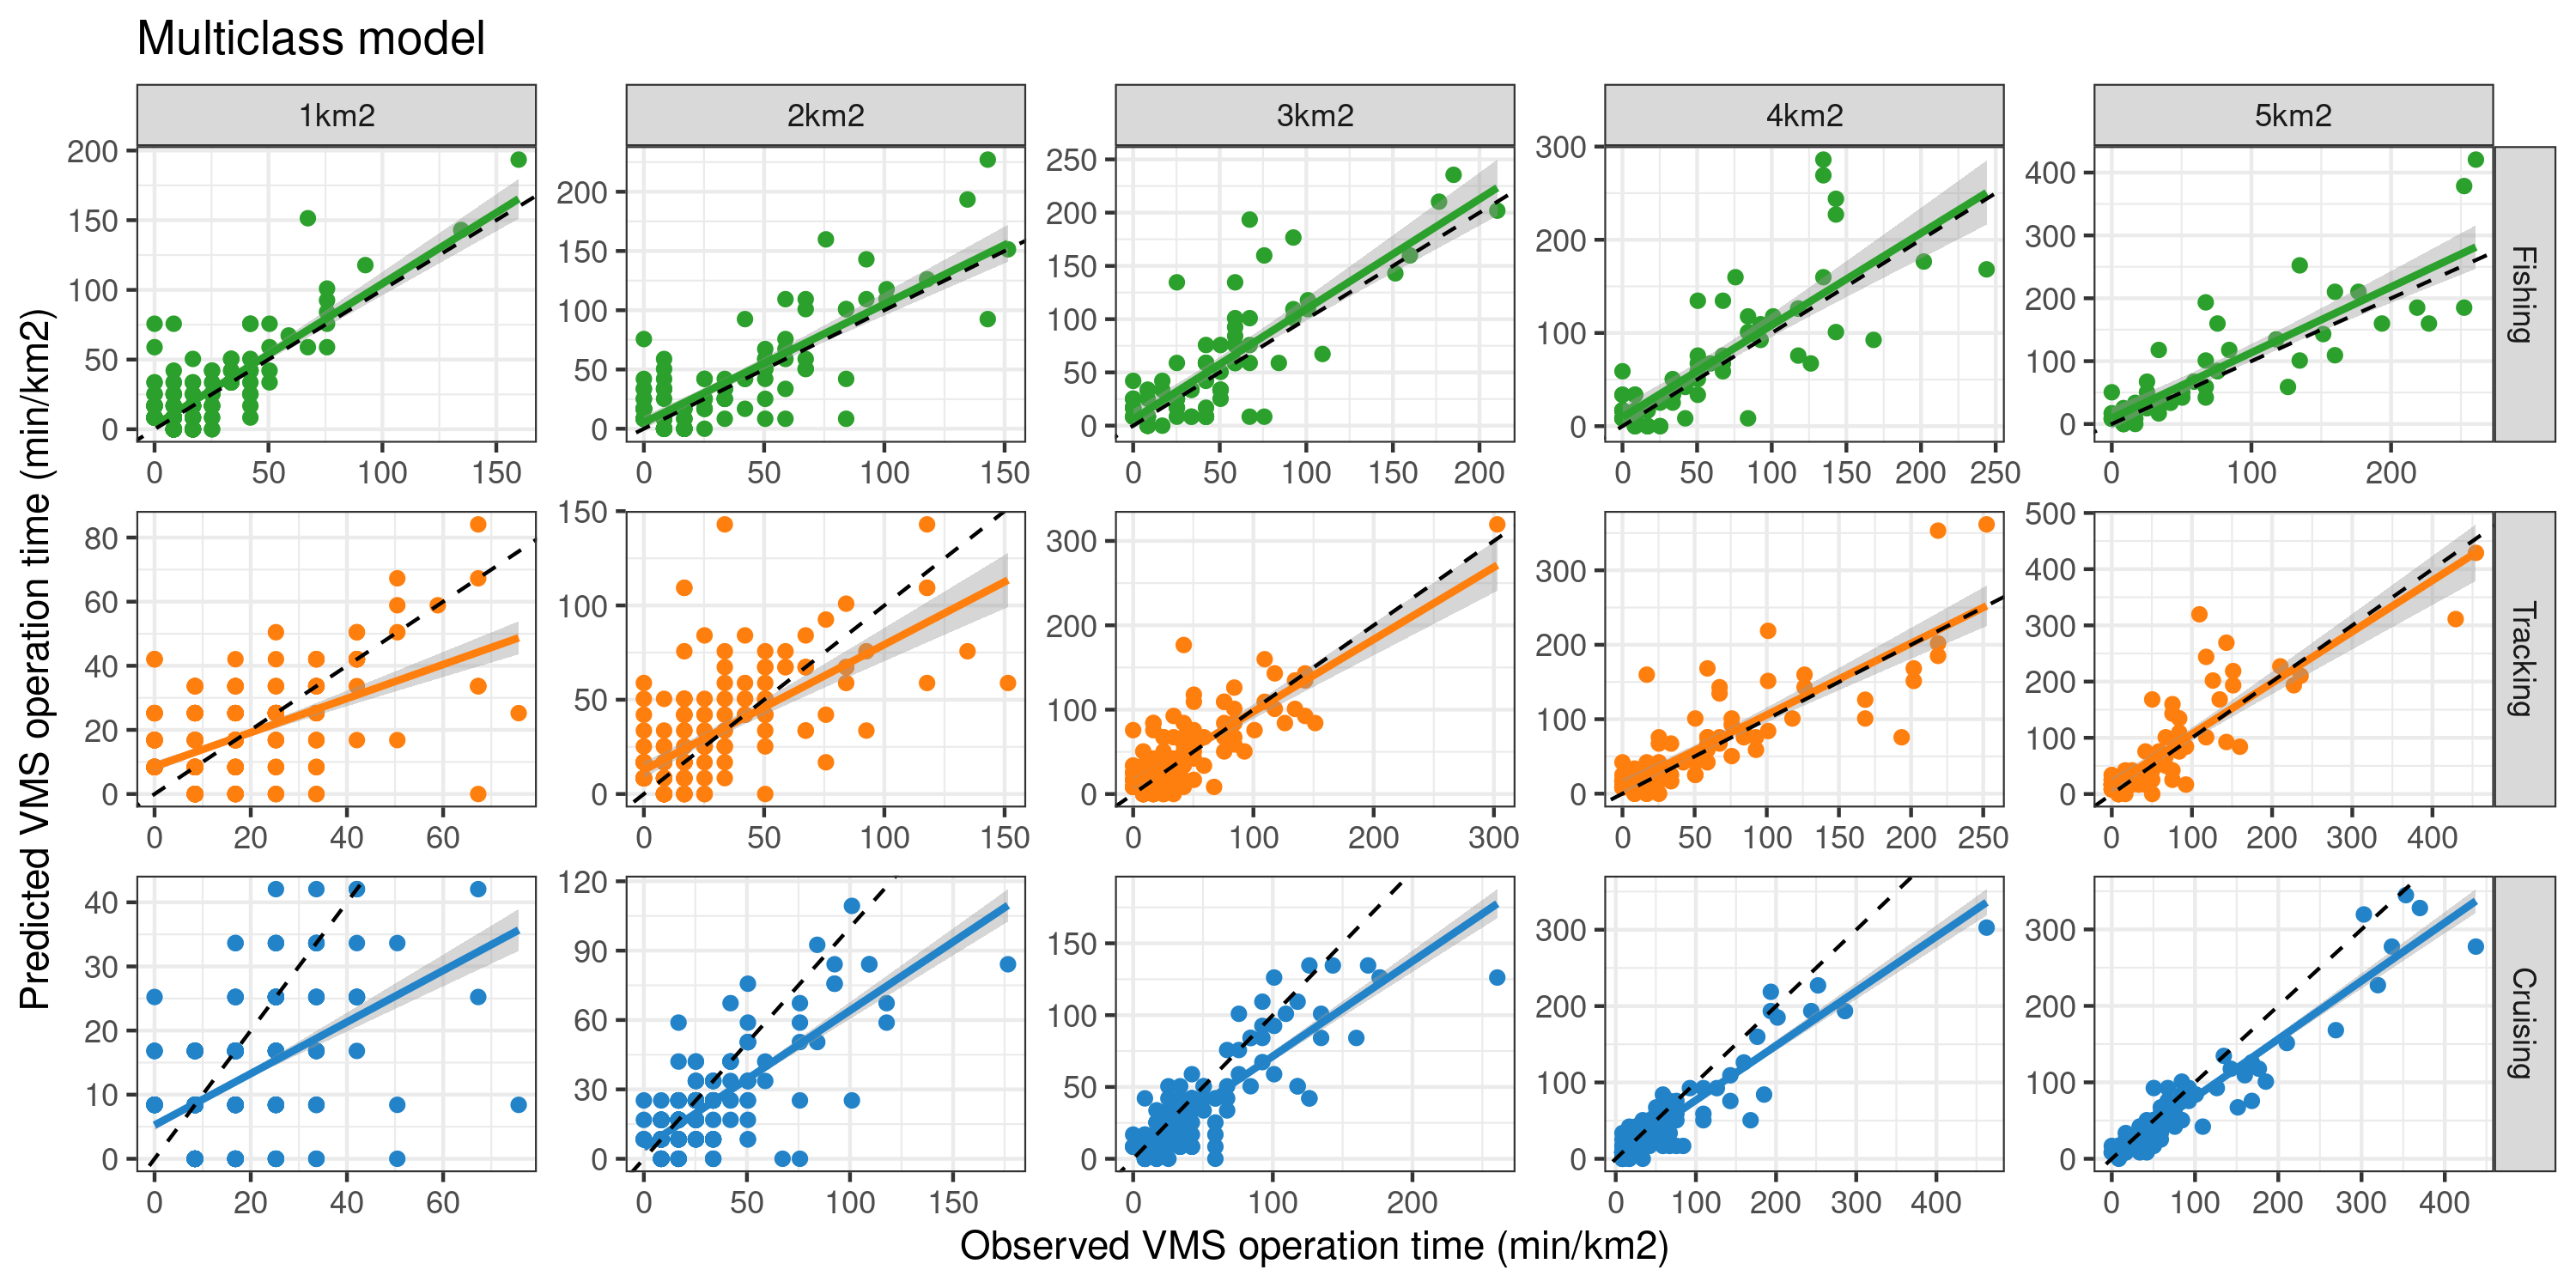 Multiclass model
1km2 2km2 3km2 4km2 5km2
Predicted VMS operation time (min/km2)
200 150 100 50 0
200 150 100 50 0
250 200 150 100 50 0
300 200 100 0
400 300 200 100 0
Fishing
0 50 100 150
0 50 100 150
0 50 100 150 200
0 50 100 150 200 250
0 100 200
80 60 40 20 0
150 100 50 0
300 200 100 0
300 200 100 0
500 400 300 200 100 0
Tracking
0 20 40 60
0 50 100 150
0 100 200 300
0 50 100 150 200 250
0 100 200 300 400
40 30 20 10 0
120 90 60 30 0
150 100 50 0
300 200 100 0
300 200 100 0
Cruising
0 20 40 60
0 50 100 150
0 100 200
0 100 200 300 400
0 100 200 300 400
Observed VMS operation time (min/km2)